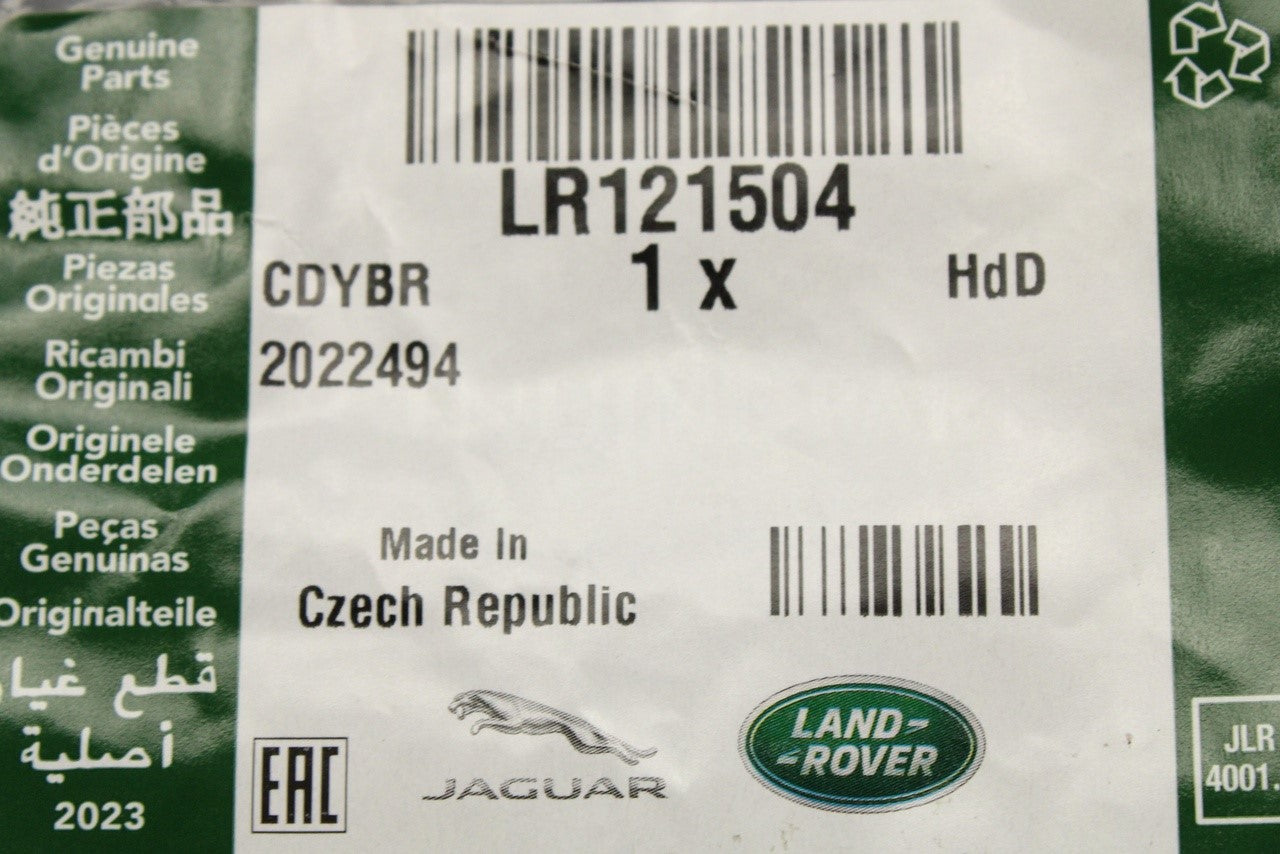 Genuine
Parts
Pièces
d'Origine
純正部品
Piezas
Originales
Ricambi
Originali
Originele
Onderdelen
Peças
Genuinas
Originalteile
قطع غيار
أصلية
2023
LR121504
1 x
HdD
CDYBR
2022494
Made In
Czech Republic
EAC
JAGUAR
LAND-
-ROVER
JLR
4001.